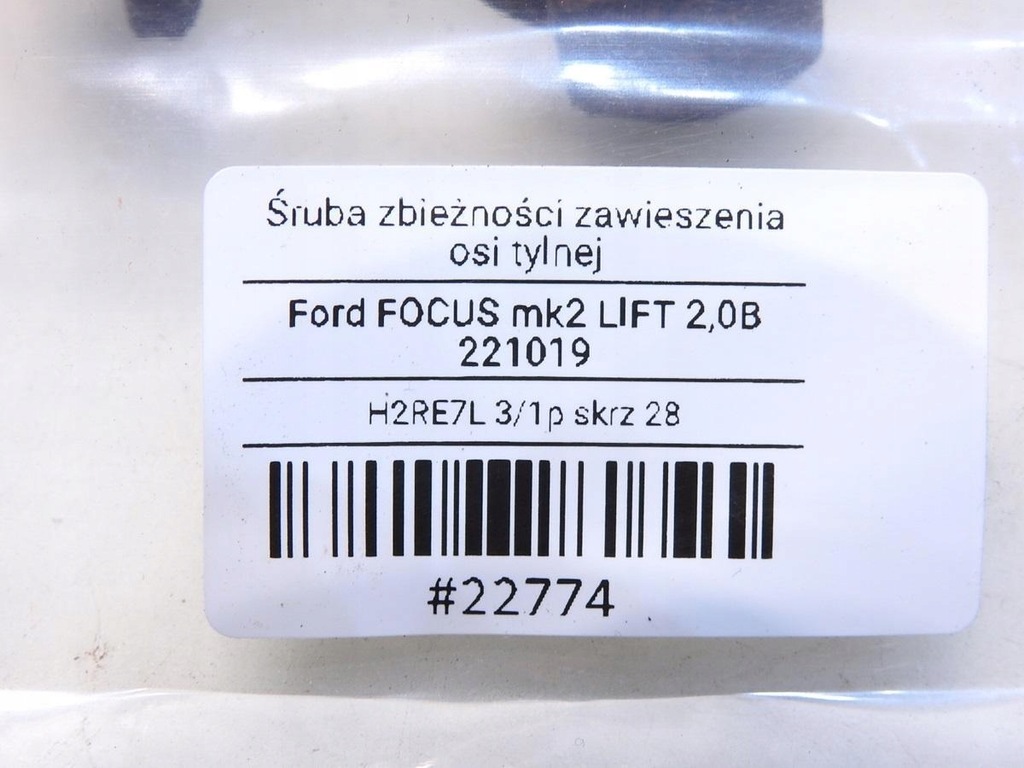 Śruba zbieżności zawieszenia
osi tylnej
Ford FOCUS mk2 LIFT 2,0B
221019
H2RE7L 3/1p skrz 28
#22774